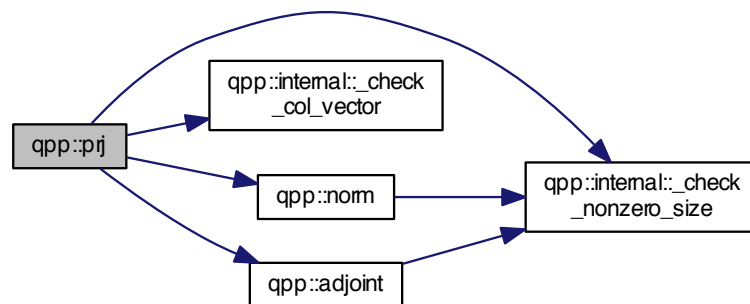 qpp::prj
qpp::internal::_check
_col_vector
qpp::norm
qpp::adjoint
qpp::internal::_check
_nonzero_size